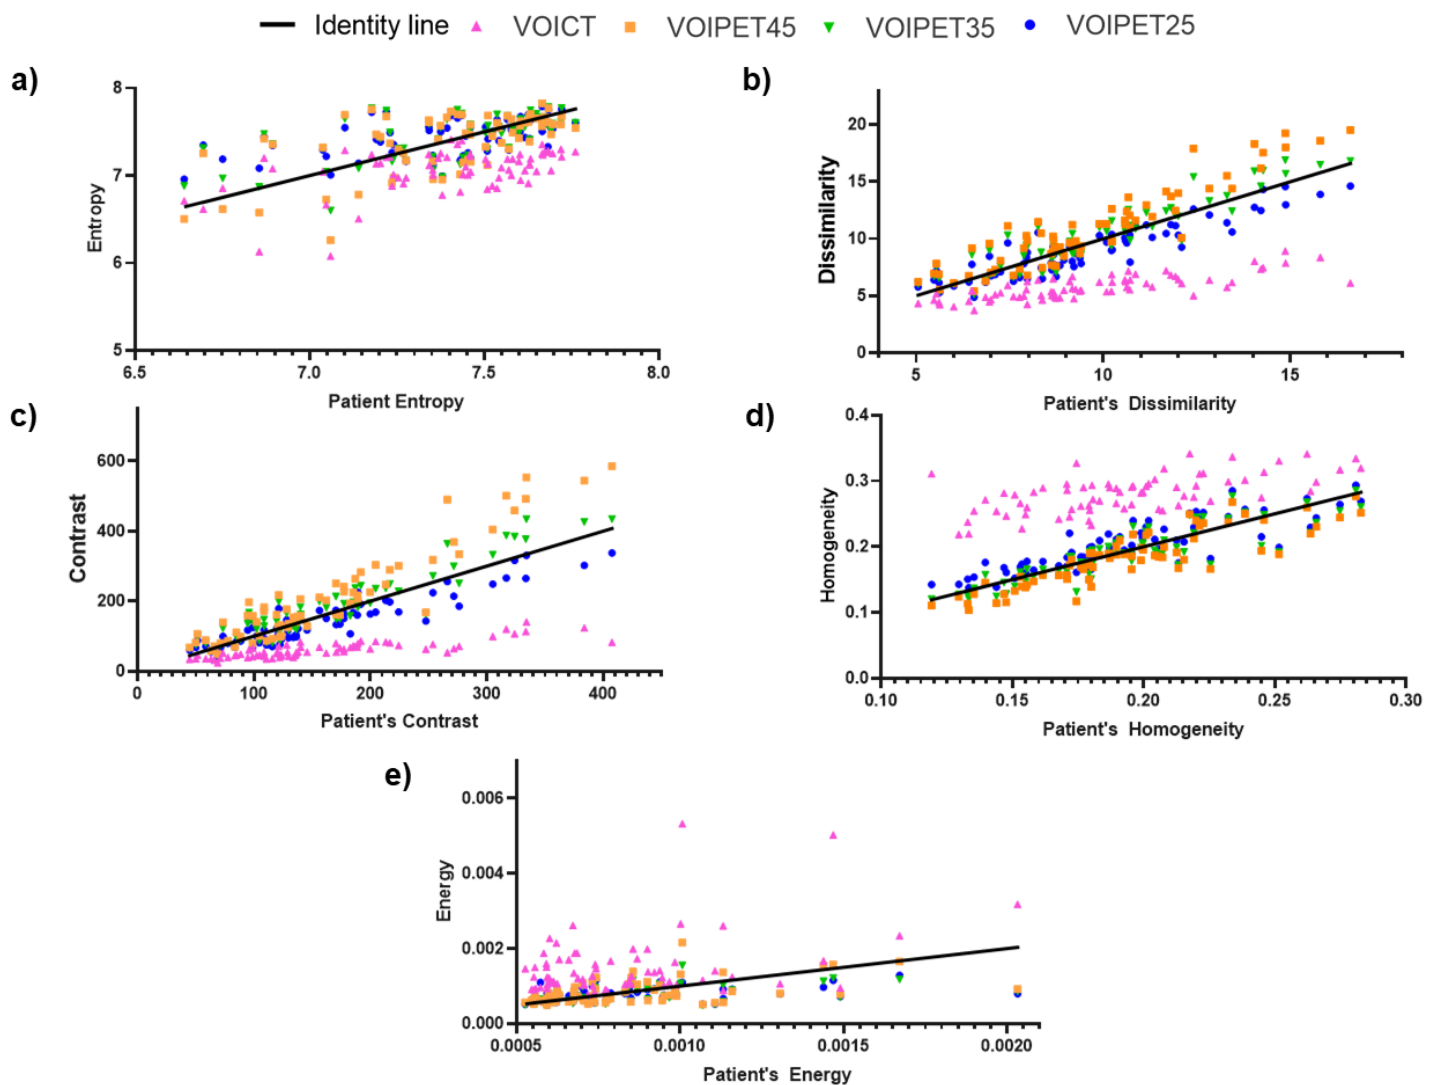 Identity line VOICT VOIPET45 VOIPET35 VOIPET25
a)
8
7
6
5
Entropy
6.5 7.0 7.5 8.0
Patient Entropy
b)
20
15
10
5
0
Dissimilarity
5 10 15
Patient's Dissimilarity
c)
600
400
200
0
Contrast
0 100 200 300 400
Patient's Contrast
d)
0.4
0.3
0.2
0.1
0.0
Homogeneity
0.10 0.15 0.20 0.25 0.30
Patient's Homogeneity
e)
0.006
0.004
0.002
0.000
Energy
0.0005 0.0010 0.0015 0.0020
Patient's Energy